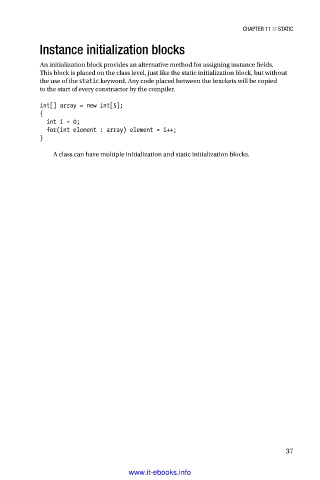 CHAPTER 11 ■ STATIC
Instance initialization blocks
An initialization block provides an alternative method for assigning instance fields.
This block is placed on the class level, just like the static initialization block, but without
the use of the static keyword. Any code placed between the brackets will be copied
to the start of every constructor by the compiler.
int[] array = new int[5];
{
int i = 0;
for(int element : array) element = i++;
}
A class can have multiple initialization and static initialization blocks.
37
www.it-ebooks.info